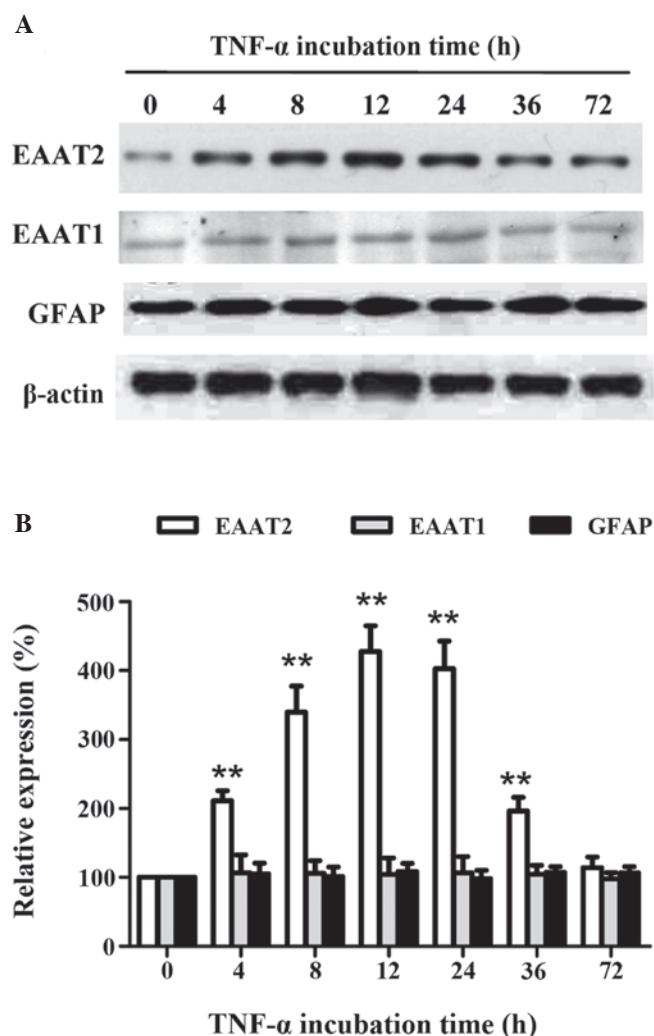 A
TNF-α incubation time (h)
0 4 8 12 24 36 72
EAAT2
EAAT1
GFAP
β-actin
B
EAAT2 EAAT1 GFAP
500
400
300
200
100
0
Relative expression (%)
** ** ** ** **
0 4 8 12 24 36 72
TNF-α incubation time (h)